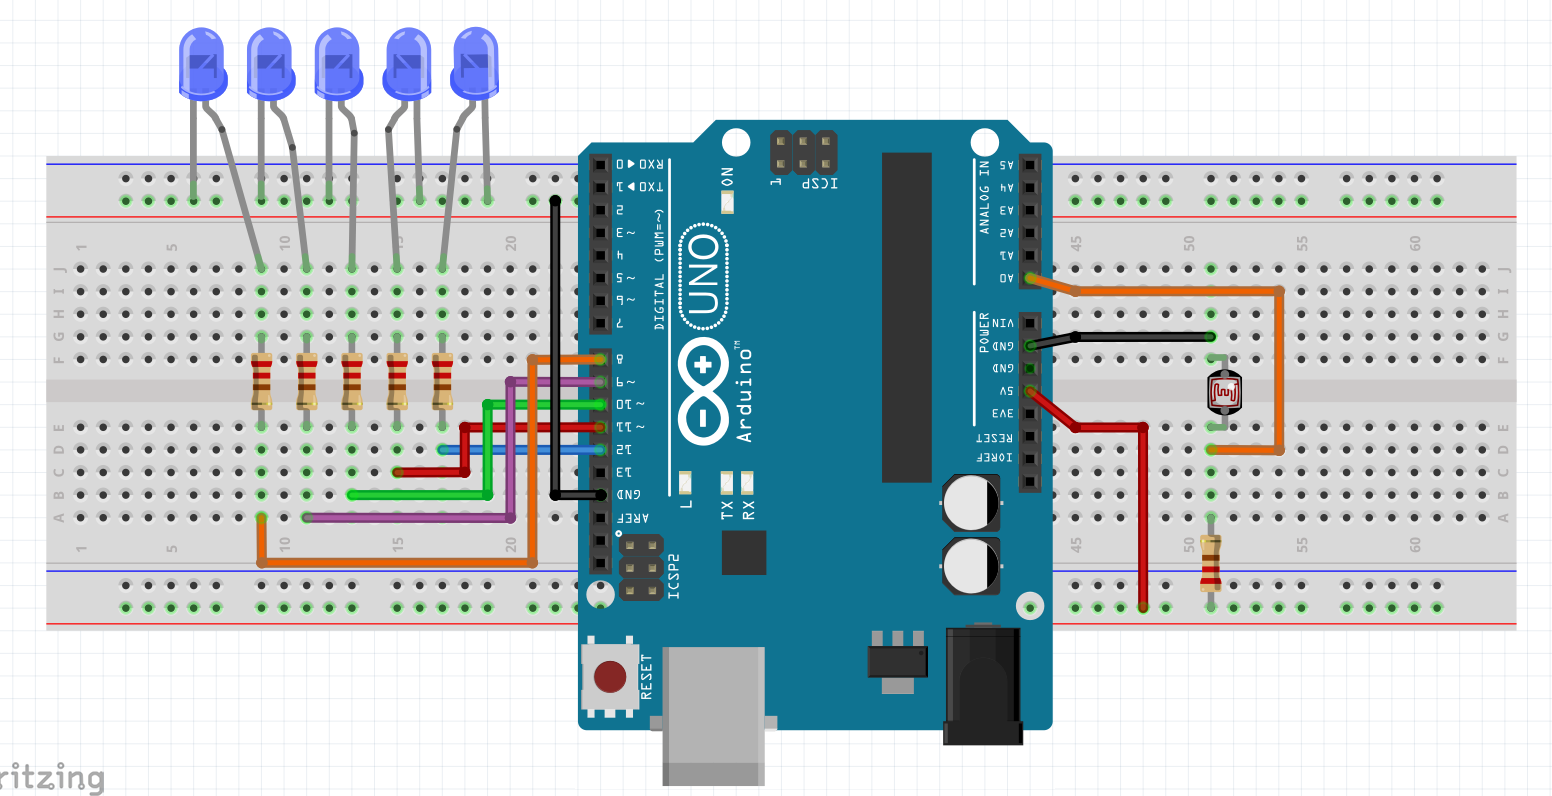 1 5 10 15 20 45 50 55 60
J I H G F
E D C B A
1 5 10 15 20 45 50 55 60
J I H G F
E D C B A
RXD ◀ 0
TXD ▶ 1
2
~ 3
4
~ 5
~ 6
7
8
~ 9
~ 10
~ 11
12
13
GND
AREF
DIGITAL (PWM=~)
ON
1
ICSP
UNO
Arduino™
L
TX
RX
ICSP2
RESET
ANALOG IN
A5
A4
A3
A2
A1
A0
POWER
VIN
GND
GND
5V
3V3
RESET
IOREF
ritzing